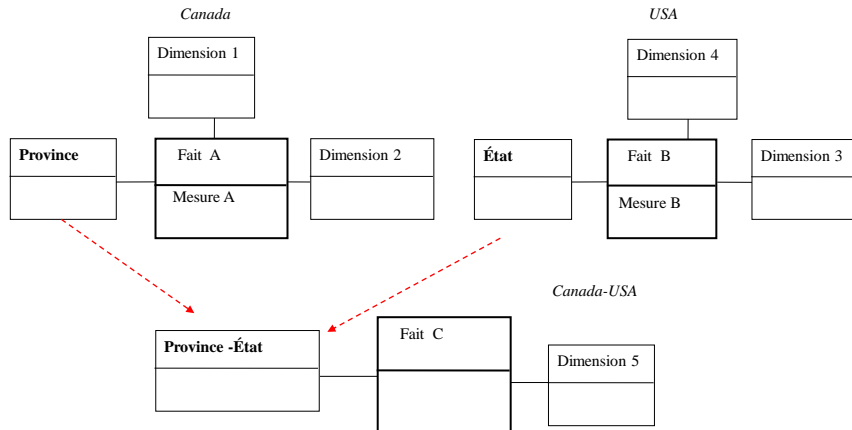 Canada
USA
Dimension 1
Dimension 4
Province
Fait A
Dimension 2
Mesure A
État
Fait B
Dimension 3
Mesure B
Canada-USA
Province -État
Fait C
Dimension 5